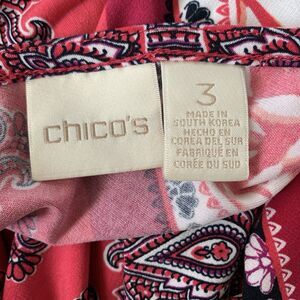 chico's
3
MADE IN
SOUTH KOREA
HECHO EN
COREA DEL SUR
FABRIQUÉ EN
CORÉE DU SUD